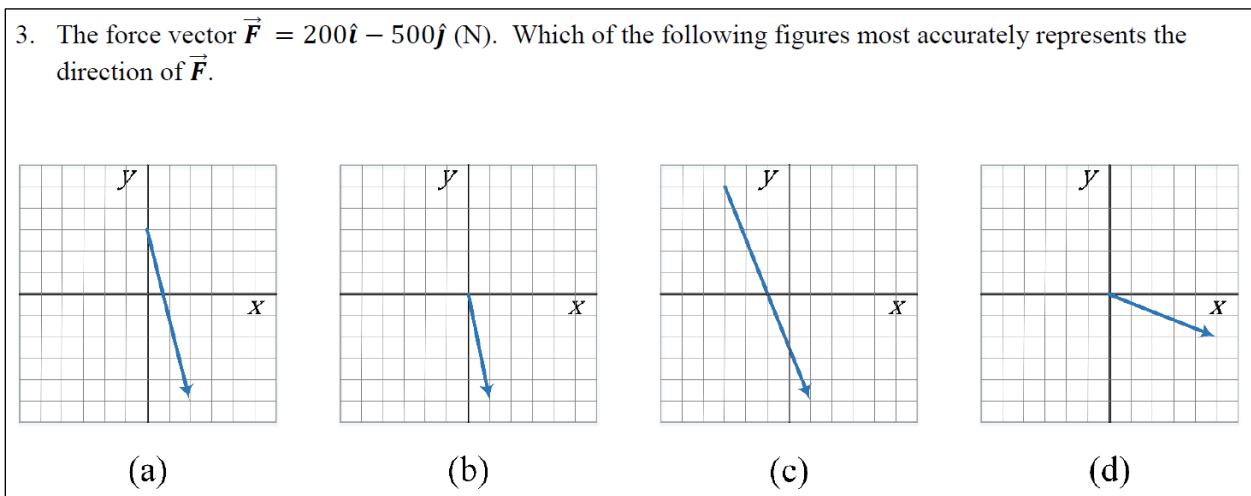 3. The force vector F⃗ = 200î – 500ĵ (N). Which of the following figures most accurately represents the
direction of F⃗.
y y y y
x x x x
(a) (b) (c) (d)